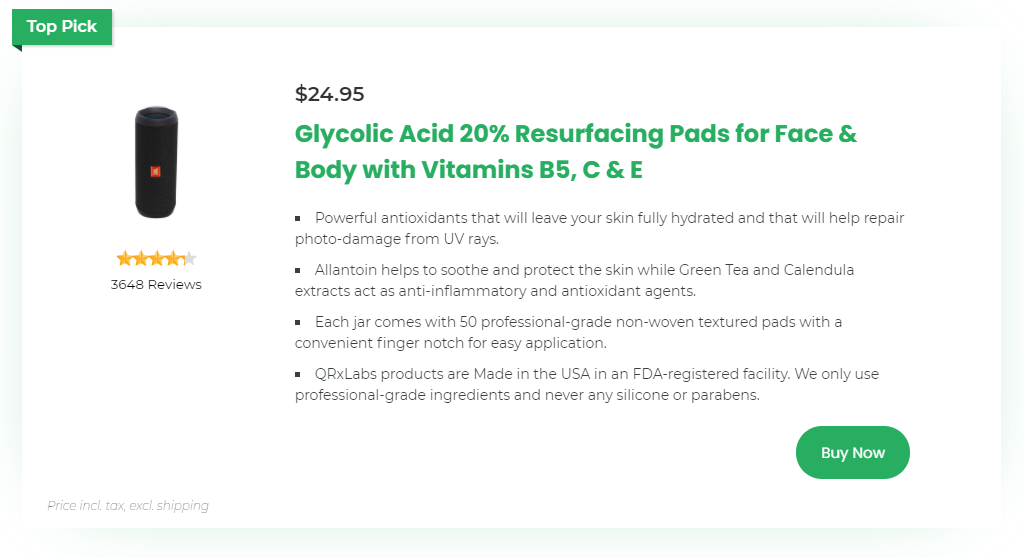 Top Pick
$24.95
Glycolic Acid 20% Resurfacing Pads for Face &
Body with Vitamins B5, C & E
3648 Reviews
▪ Powerful antioxidants that will leave your skin fully hydrated and that will help repair
photo-damage from UV rays.
▪ Allantoin helps to soothe and protect the skin while Green Tea and Calendula
extracts act as anti-inflammatory and antioxidant agents.
▪ Each jar comes with 50 professional-grade non-woven textured pads with a
convenient finger notch for easy application.
▪ QRxLabs products are Made in the USA in an FDA-registered facility. We only use
professional-grade ingredients and never any silicone or parabens.
Buy Now
Price incl. tax, excl. shipping